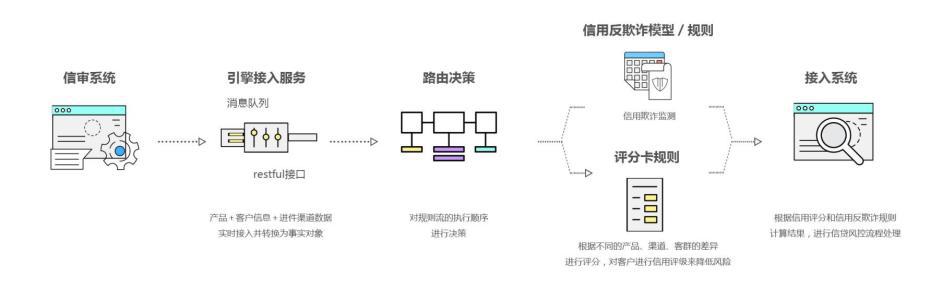 信审系统
引擎接入服务
消息队列
restful接口
产品+客户信息+进件渠道数据
实时接入并转换为事实对象
路由决策
对规则流的执行顺序
进行决策
信用反欺诈模型 / 规则
信用欺诈监测
评分卡规则
根据不同的产品、渠道、客群的差异
进行评分，对客户进行信用评级来降低风险
接入系统
根据信用评分和信用反欺诈规则
计算结果，进行信贷风控流程处理